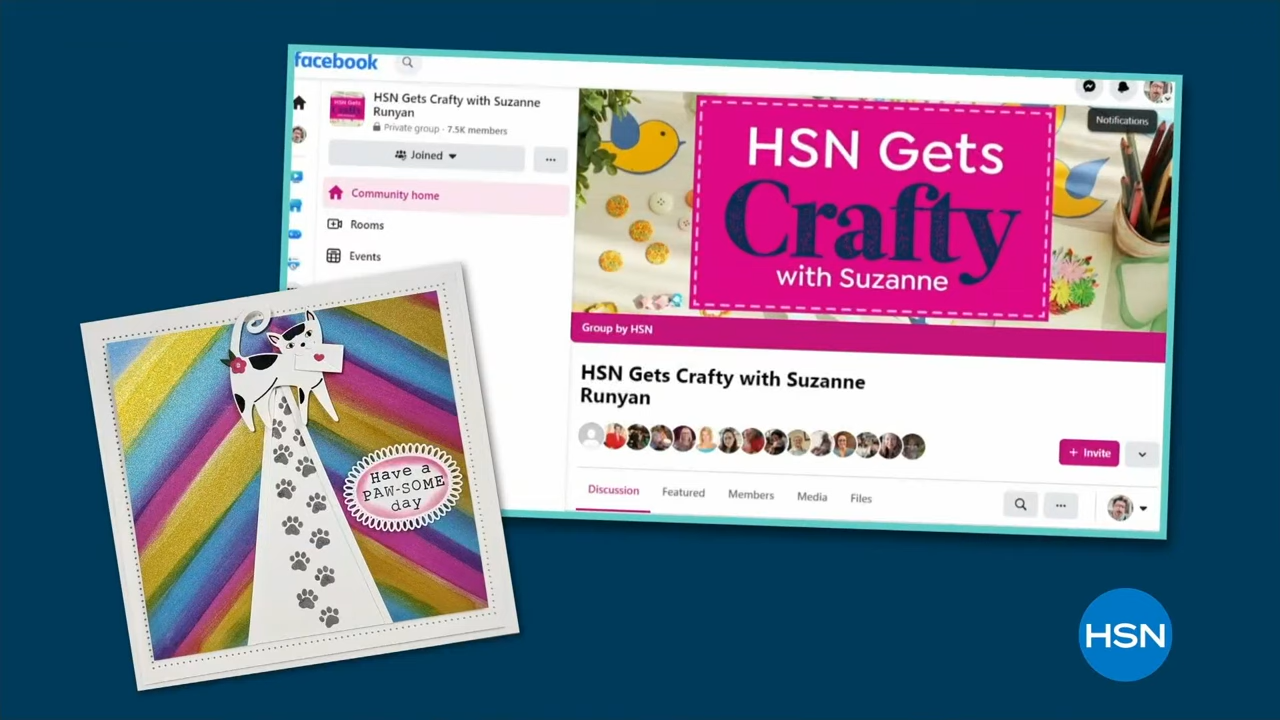 facebook
HSN Gets Crafty with Suzanne
Runyan
Private group · 7.5K members
Joined
Community home
Rooms
Events
Notifications
HSN Gets
Crafty
with Suzanne
Group by HSN
HSN Gets Crafty with Suzanne
Runyan
+ Invite
Discussion
Featured
Members
Media
Files
Have a
PAW-SOME
day
HSN